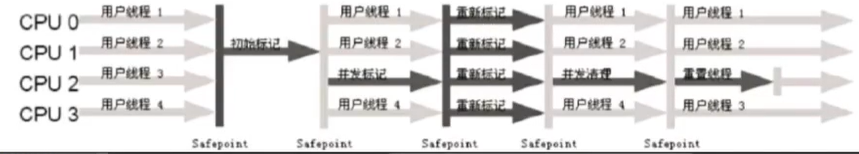 CPU 0 用户线程 1 用户线程 1 重新标记 用户线程 1 用户线程 1
CPU 1 用户线程 2 初始标记 用户线程 2 重新标记 用户线程 2 用户线程 2
CPU 2 用户线程 3 并发标记 重新标记 并发清理 重置线程
CPU 3 用户线程 4 用户线程 4 重新标记 用户线程 4 用户线程 3
Safepoint Safepoint Safepoint Safepoint Safepoint